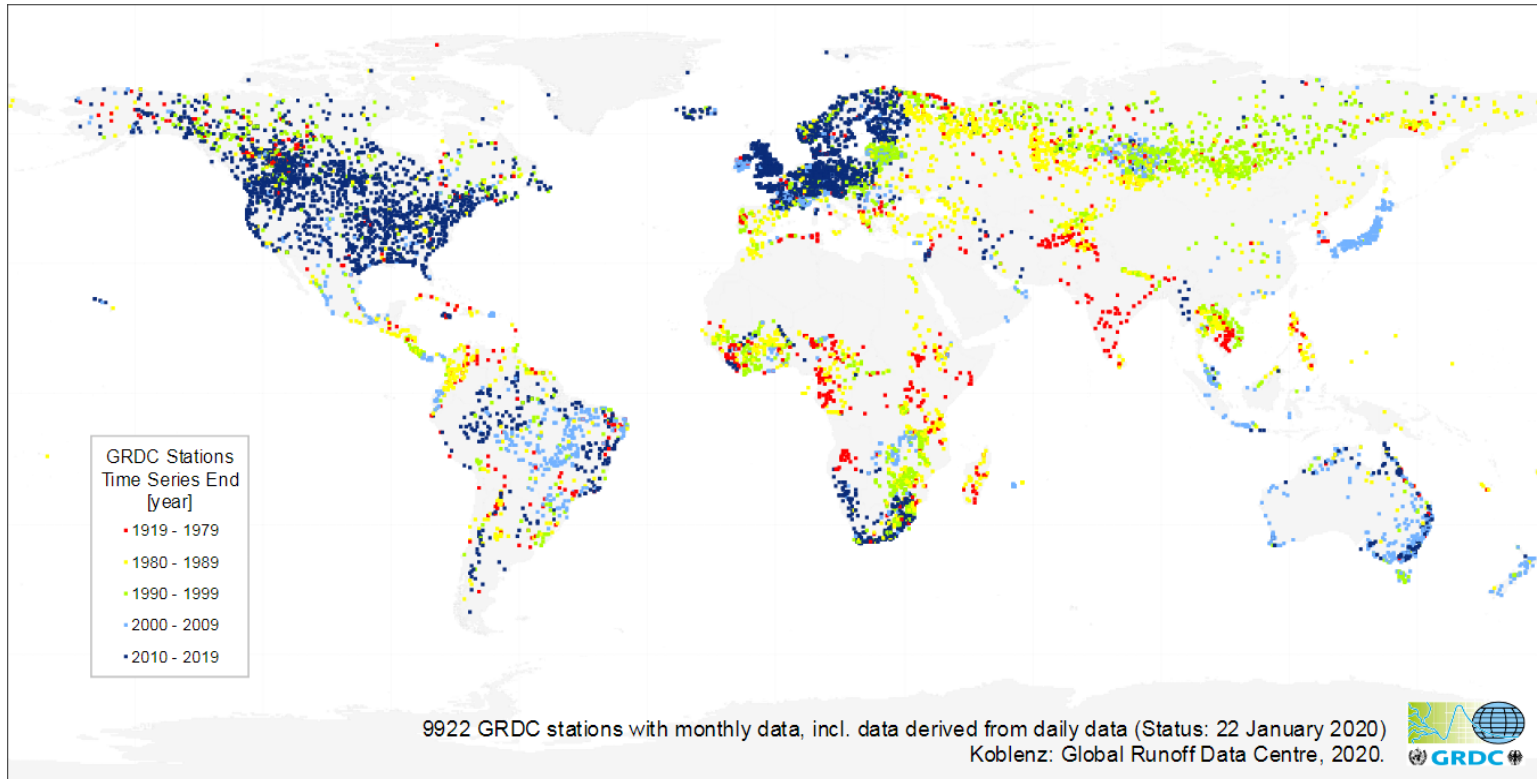 GRDC Stations
Time Series End
[year]
1919 - 1979
1980 - 1989
1990 - 1999
2000 - 2009
2010 - 2019
9922 GRDC stations with monthly data, incl. data derived from daily data (Status: 22 January 2020)
Koblenz: Global Runoff Data Centre, 2020.
GRDC